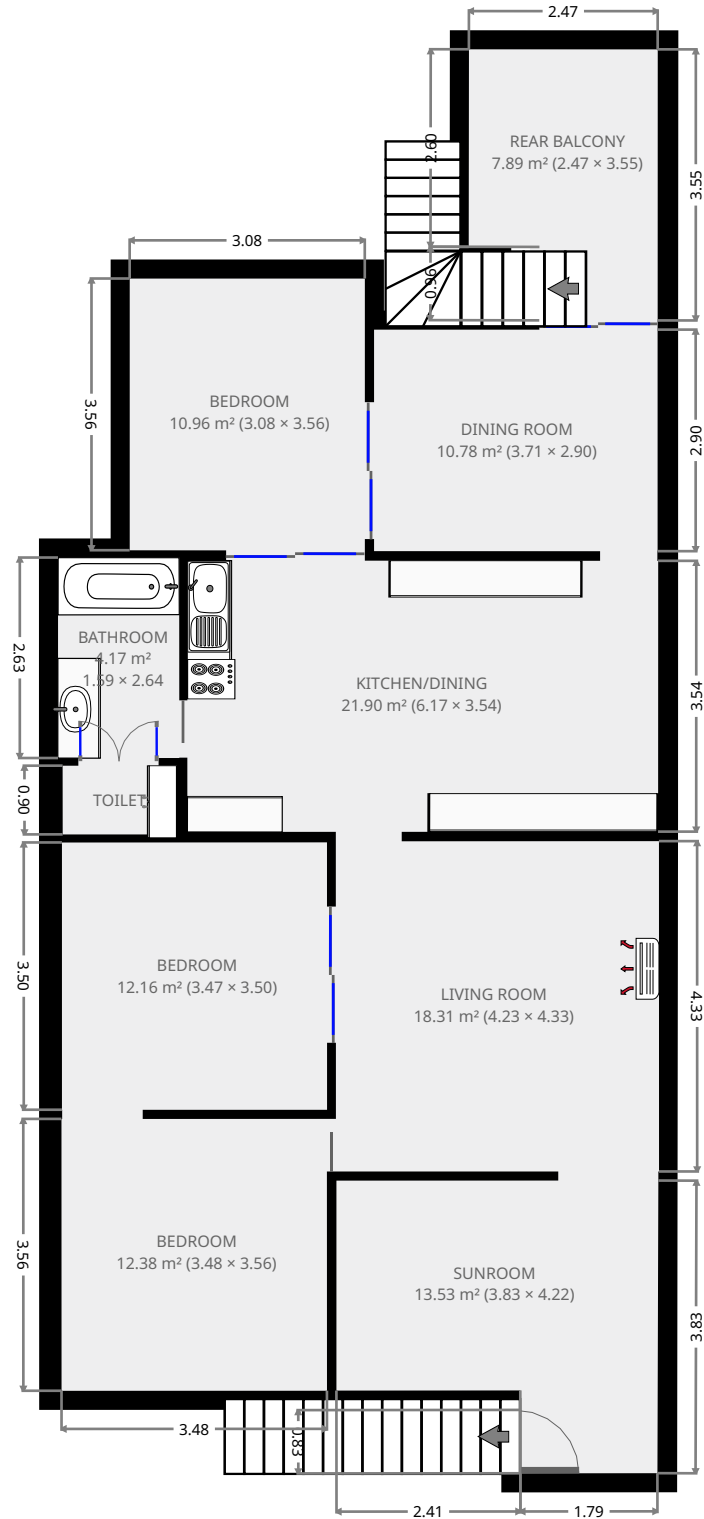 2.47
2.60
REAR BALCONY
7.89 m² (2.47 × 3.55)
3.55
3.08
0.96
3.56
BEDROOM
10.96 m² (3.08 × 3.56)
DINING ROOM
10.78 m² (3.71 × 2.90)
2.90
2.63
BATHROOM
4.17 m²
1.59 × 2.64
KITCHEN/DINING
21.90 m² (6.17 × 3.54)
3.54
0.90
TOILET
3.50
BEDROOM
12.16 m² (3.47 × 3.50)
LIVING ROOM
18.31 m² (4.23 × 4.33)
4.33
3.56
BEDROOM
12.38 m² (3.48 × 3.56)
SUNROOM
13.53 m² (3.83 × 4.22)
3.83
3.48
0.83
2.41
1.79